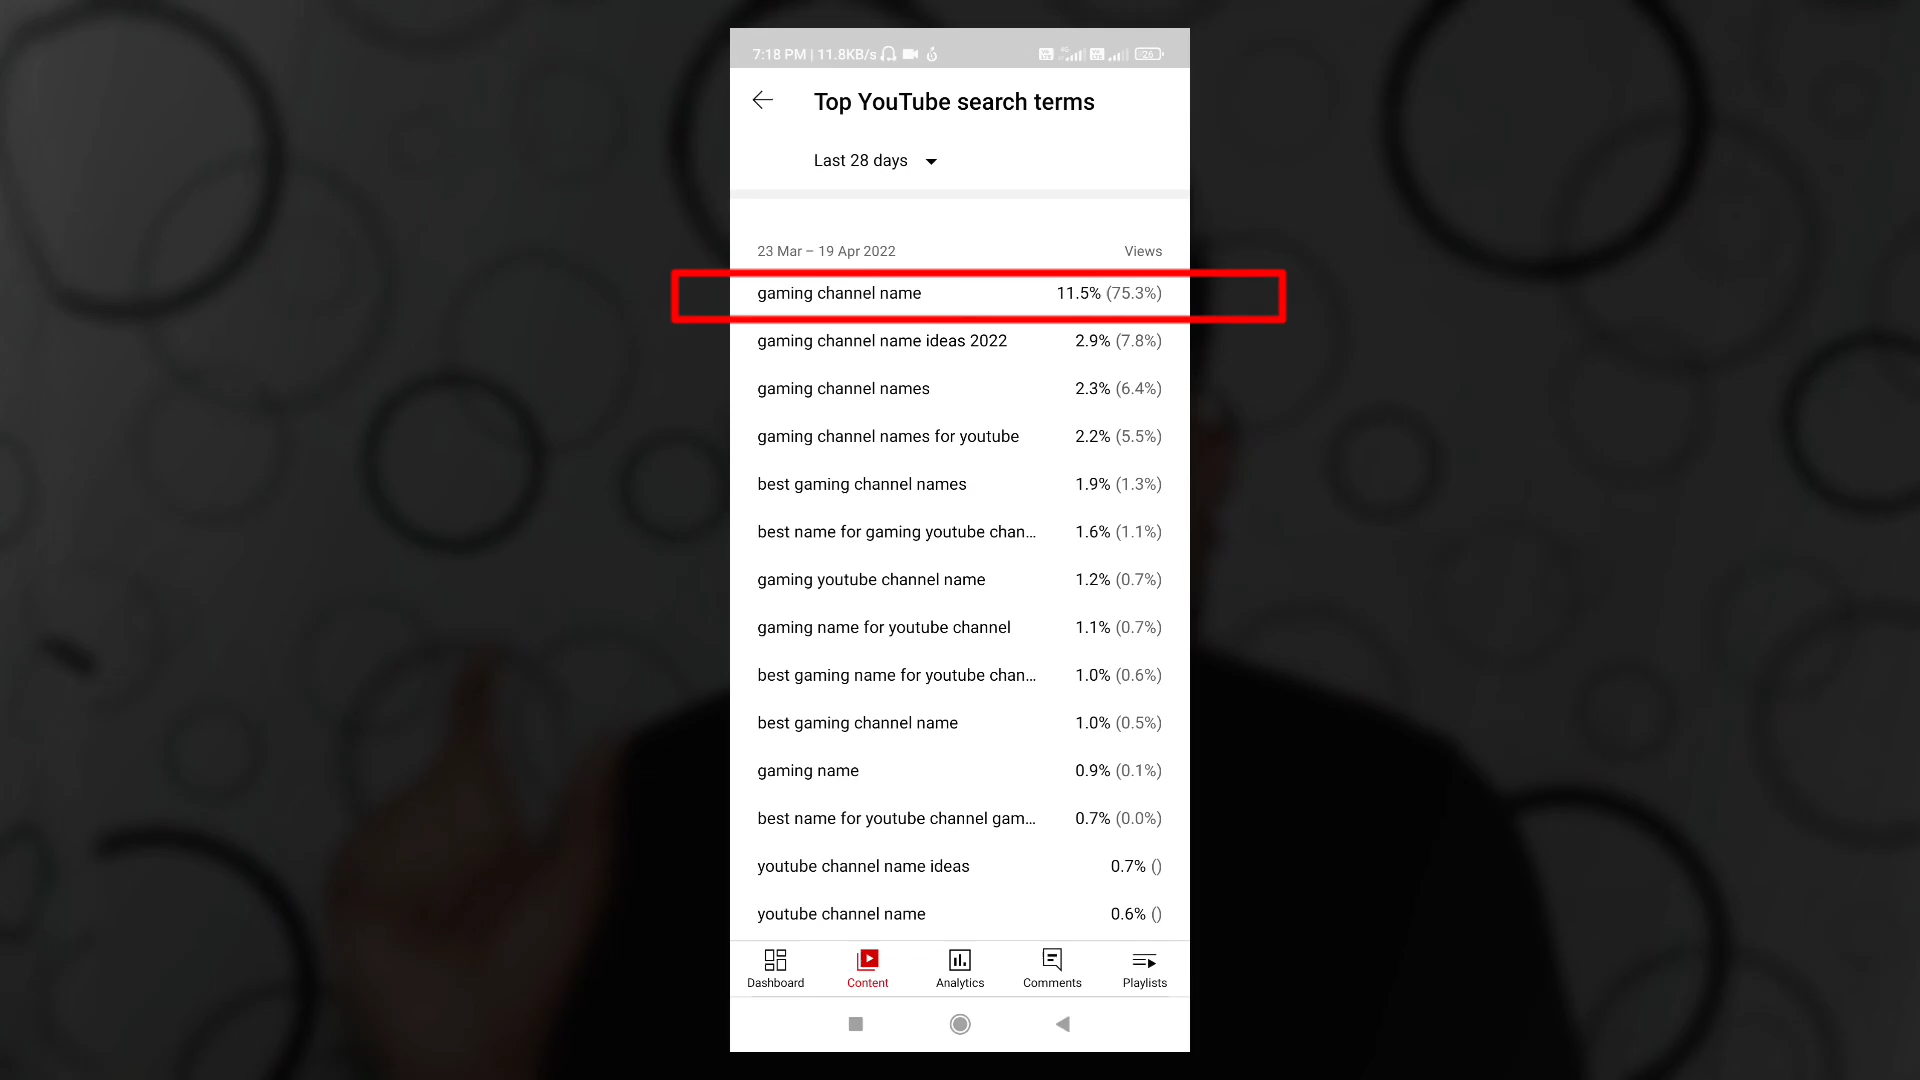 7:18 PM | 11.8KB/s 26
Top YouTube search terms
Last 28 days
23 Mar – 19 Apr 2022 Views
gaming channel name 11.5% (75.3%)
gaming channel name ideas 2022 2.9% (7.8%)
gaming channel names 2.3% (6.4%)
gaming channel names for youtube 2.2% (5.5%)
best gaming channel names 1.9% (1.3%)
best name for gaming youtube chan... 1.6% (1.1%)
gaming youtube channel name 1.2% (0.7%)
gaming name for youtube channel 1.1% (0.7%)
best gaming name for youtube chan... 1.0% (0.6%)
best gaming channel name 1.0% (0.5%)
gaming name 0.9% (0.1%)
best name for youtube channel gam... 0.7% (0.0%)
youtube channel name ideas 0.7% ()
youtube channel name 0.6% ()
Dashboard Content Analytics Comments Playlists